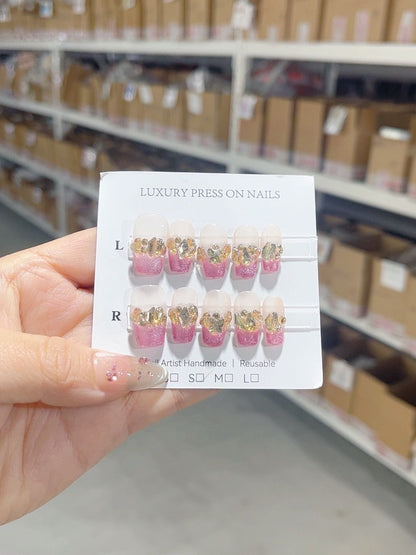 LUXURY PRESS ON NAILS
L
R
Artist Handmade | Reusable
S☐ M☐ L☐